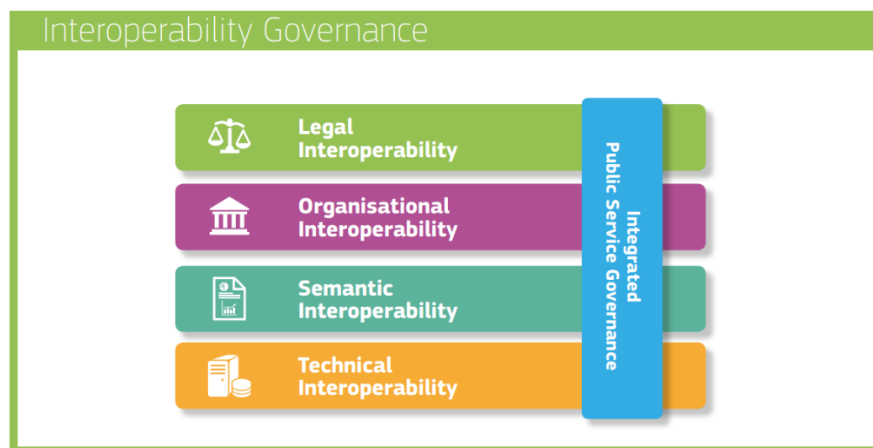 Interoperability Governance
Legal
Interoperability
Organisational
Interoperability
Semantic
Interoperability
Technical
Interoperability
Integrated
Public Service Governance